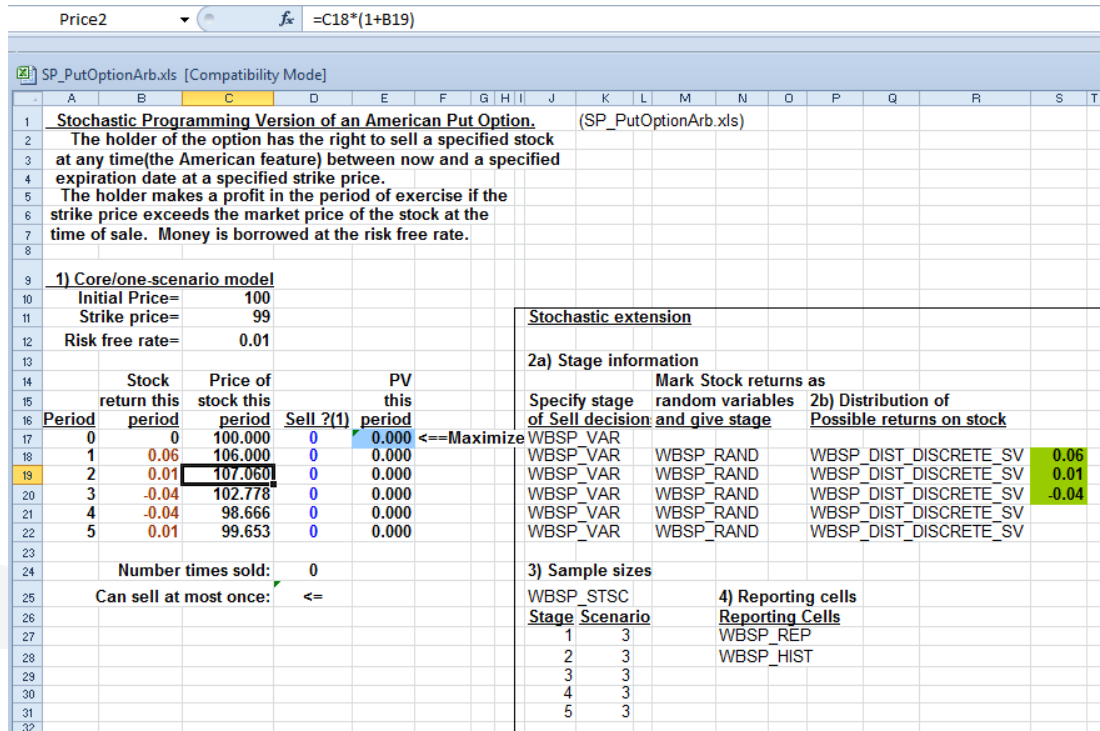 Price2 fx =C18*(1+B19)
SP_PutOptionArb.xls [Compatibility Mode]
A B C D E F G H I J K L M N O P Q R S T
1 Stochastic Programming Version of an American Put Option. (SP_PutOptionArb.xls)
2 The holder of the option has the right to sell a specified stock
3 at any time(the American feature) between now and a specified
4 expiration date at a specified strike price.
5 The holder makes a profit in the period of exercise if the
6 strike price exceeds the market price of the stock at the
7 time of sale. Money is borrowed at the risk free rate.
8
9 1) Core/one-scenario model
10 Initial Price= 100
11 Strike price= 99 Stochastic extension
12 Risk free rate= 0.01
13 2a) Stage information
14 Stock Price of PV Mark Stock returns as
15 return this stock this this Specify stage random variables 2b) Distribution of
16 Period period period Sell ?(1) period of Sell decision: and give stage Possible returns on stock
17 0 0 100.000 0 0.000 <==Maximize WBSP_VAR
18 1 0.06 106.000 0 0.000 WBSP_VAR WBSP_RAND WBSP_DIST_DISCRETE_SV 0.06
19 2 0.01 107.060 0 0.000 WBSP_VAR WBSP_RAND WBSP_DIST_DISCRETE_SV 0.01
20 3 -0.04 102.778 0 0.000 WBSP_VAR WBSP_RAND WBSP_DIST_DISCRETE_SV -0.04
21 4 -0.04 98.666 0 0.000 WBSP_VAR WBSP_RAND WBSP_DIST_DISCRETE_SV
22 5 0.01 99.653 0 0.000 WBSP_VAR WBSP_RAND WBSP_DIST_DISCRETE_SV
23
24 Number times sold: 0 3) Sample sizes
25 Can sell at most once: <= WBSP_STSC 4) Reporting cells
26 Stage Scenario Reporting Cells
27 1 3 WBSP_REP
28 2 3 WBSP_HIST
29 3 3
30 4 3
31 5 3
32